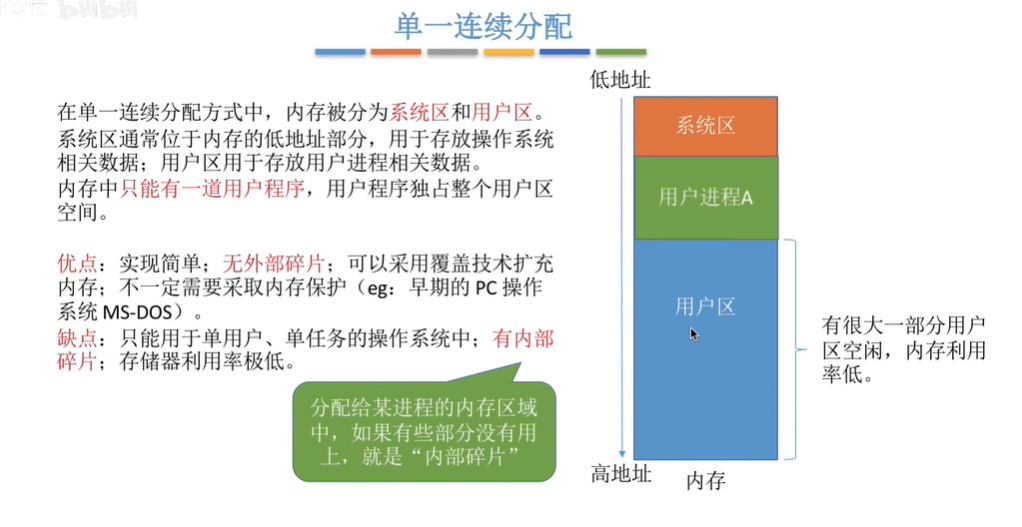 单一连续分配
低地址
在单一连续分配方式中，内存被分为系统区和用户区。
系统区通常位于内存的低地址部分，用于存放操作系统
相关数据；用户区用于存放用户进程相关数据。
内存中只能有一道用户程序，用户程序独占整个用户区
空间。
优点：实现简单；无外部碎片；可以采用覆盖技术扩充
内存；不一定需要采取内存保护（eg：早期的 PC 操作
系统 MS-DOS）。
缺点：只能用于单用户、单任务的操作系统中；有内部
碎片；存储器利用率极低。
分配给某进程的内存区域
中，如果有些部分没有用
上，就是“内部碎片”
系统区
用户进程A
用户区
有很大一部分用户
区空闲，内存利用
率低。
高地址
内存